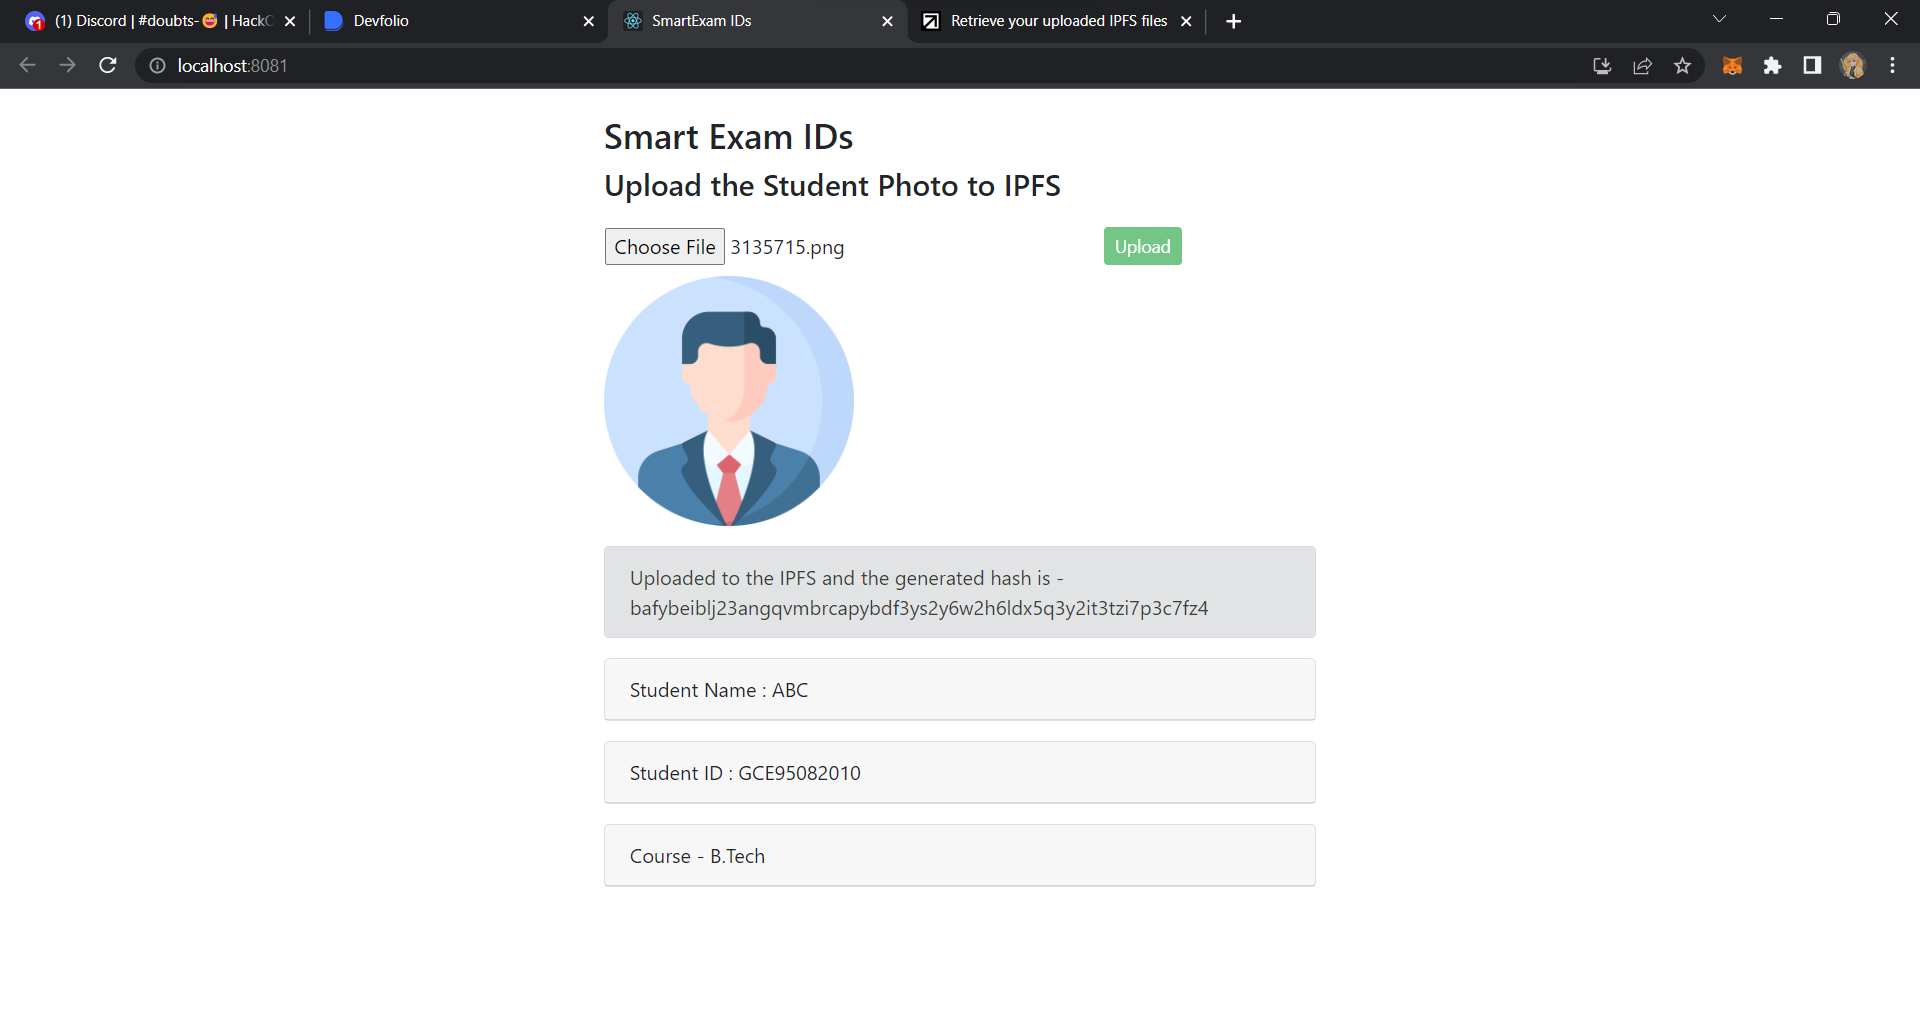 (1) Discord | #doubts-😅 | HackO
Devfolio
SmartExam IDs
Retrieve your uploaded IPFS files
localhost:8081
Smart Exam IDs
Upload the Student Photo to IPFS
Choose File 3135715.png Upload
Uploaded to the IPFS and the generated hash is -
bafybeiblj23angqvmbrcapybdf3ys2y6w2h6ldx5q3y2it3tzi7p3c7fz4
Student Name : ABC
Student ID : GCE95082010
Course - B.Tech